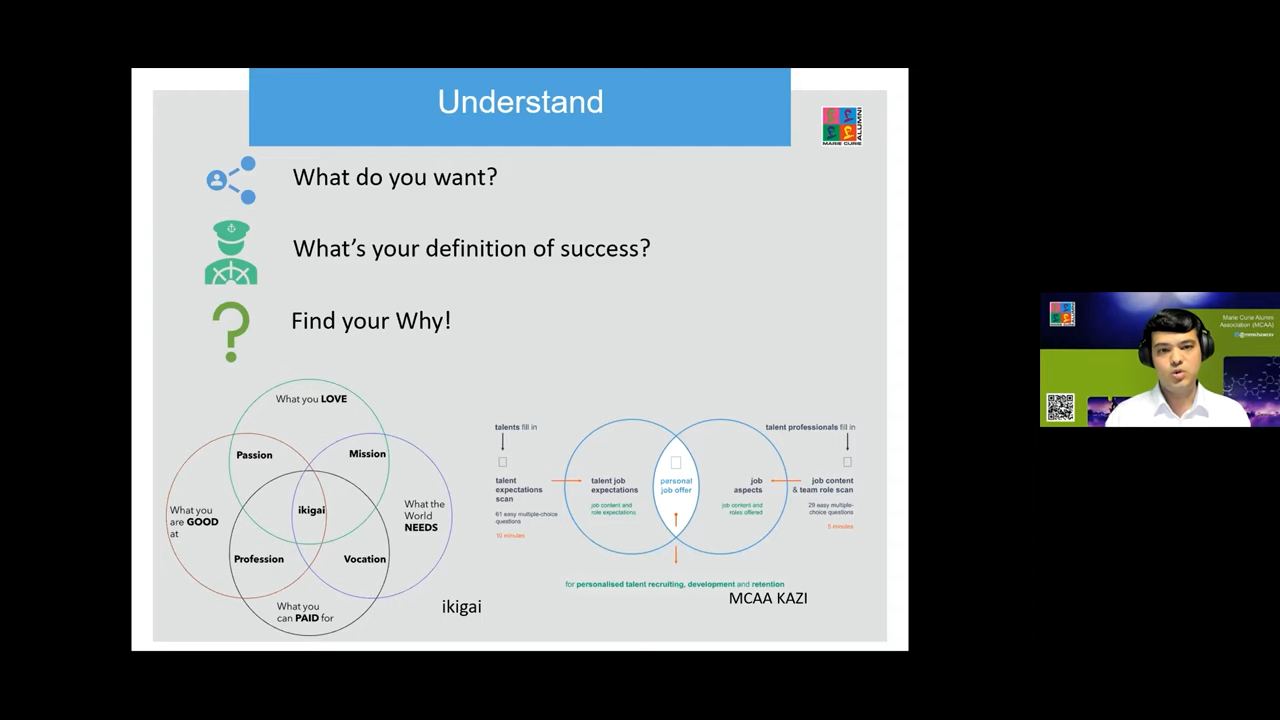 Understand
MARIE CURIE
ALUMNI
What do you want?
What's your definition of success?
Find your Why!
What you LOVE
Passion
Mission
What you
are GOOD
at
ikigai
What the
World
NEEDS
Profession
Vocation
What you
can PAID for
ikigai
talents fill in
talent
expectations
scan
61 easy multiple-choice
questions
10 minutes
talent job
expectations
job content and
role expectations
personal
job offer
job
aspects
job content and
roles offered
talent professionals fill in
job content
& team role scan
29 easy multiple-
choice questions
5 minutes
for personalised talent recruiting, development and retention
MCAA KAZI
Marie Curie Alumni
Association (MCAA)